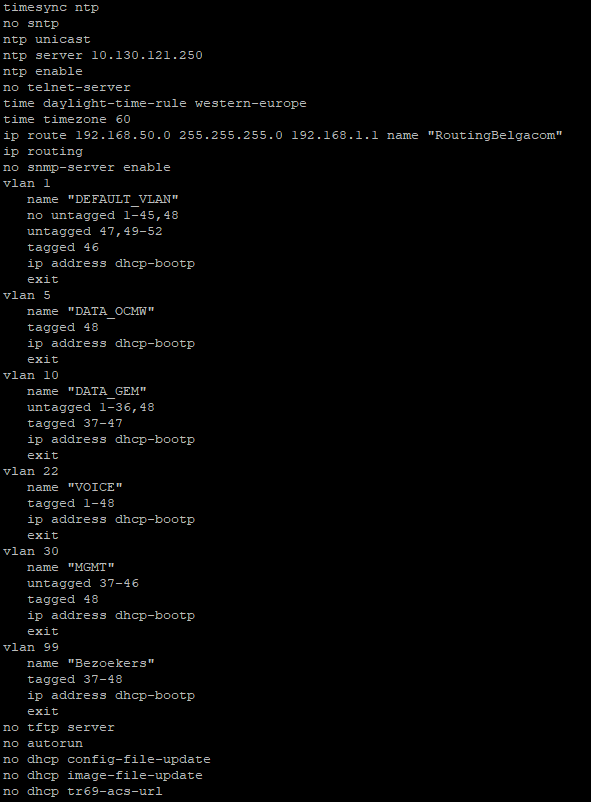 timesync ntp
no sntp
ntp unicast
ntp server 10.130.121.250
ntp enable
no telnet-server
time daylight-time-rule western-europe
time timezone 60
ip route 192.168.50.0 255.255.255.0 192.168.1.1 name "RoutingBelgacom"
ip routing
no snmp-server enable
vlan 1
   name "DEFAULT_VLAN"
   no untagged 1-45,48
   untagged 47,49-52
   tagged 46
   ip address dhcp-bootp
   exit
vlan 5
   name "DATA_OCMW"
   tagged 48
   ip address dhcp-bootp
   exit
vlan 10
   name "DATA_GEM"
   untagged 1-36,48
   tagged 37-47
   ip address dhcp-bootp
   exit
vlan 22
   name "VOICE"
   tagged 1-48
   ip address dhcp-bootp
   exit
vlan 30
   name "MGMT"
   untagged 37-46
   tagged 48
   ip address dhcp-bootp
   exit
vlan 99
   name "Bezoekers"
   tagged 37-48
   ip address dhcp-bootp
   exit
no tftp server
no autorun
no dhcp config-file-update
no dhcp image-file-update
no dhcp tr69-acs-url